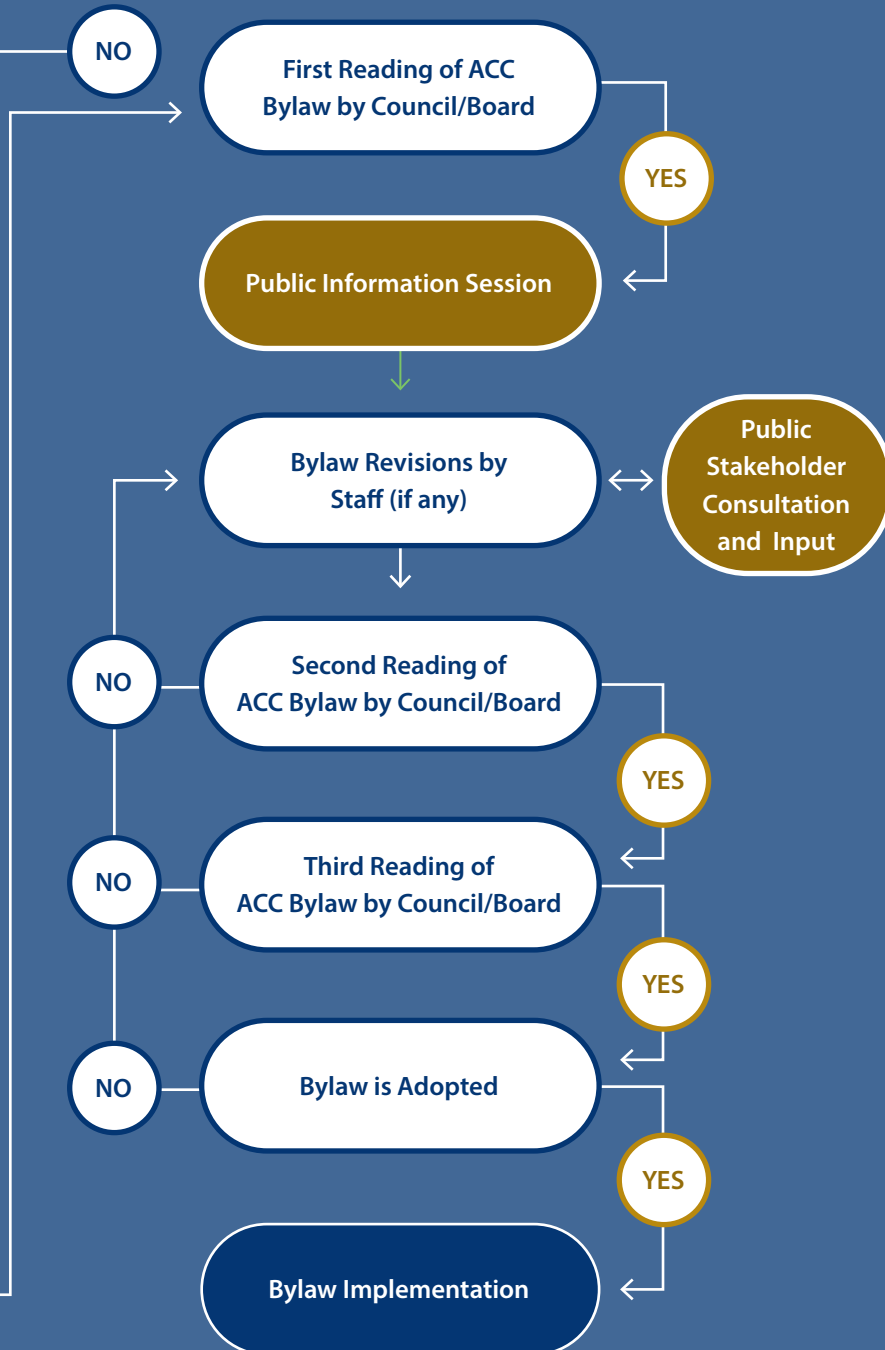 NO
First Reading of ACC
Bylaw by Council/Board
YES
Public Information Session
Bylaw Revisions by
Staff (if any)
Public
Stakeholder
Consultation
and Input
NO
Second Reading of
ACC Bylaw by Council/Board
YES
NO
Third Reading of
ACC Bylaw by Council/Board
YES
NO
Bylaw is Adopted
YES
Bylaw Implementation